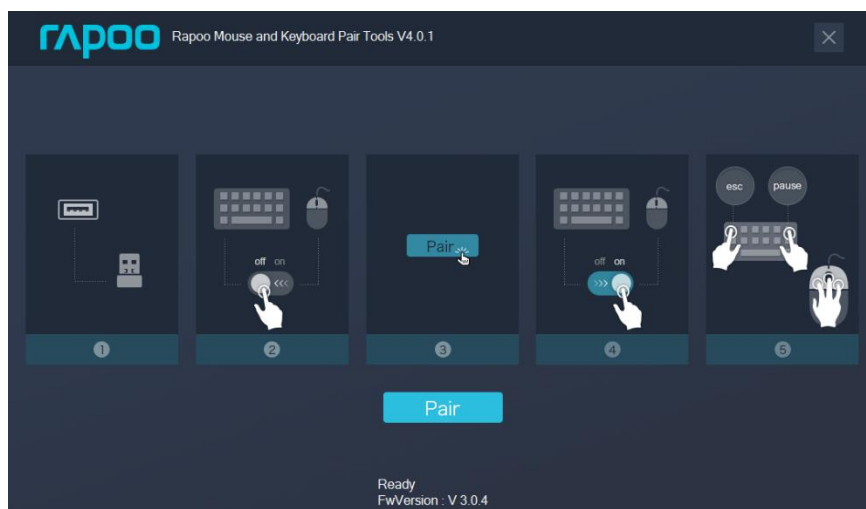 rapoo Rapoo Mouse and Keyboard Pair Tools V4.0.1
off on
Pair
off on
esc pause
1 2 3 4 5
Pair
Ready
FwVersion : V 3.0.4